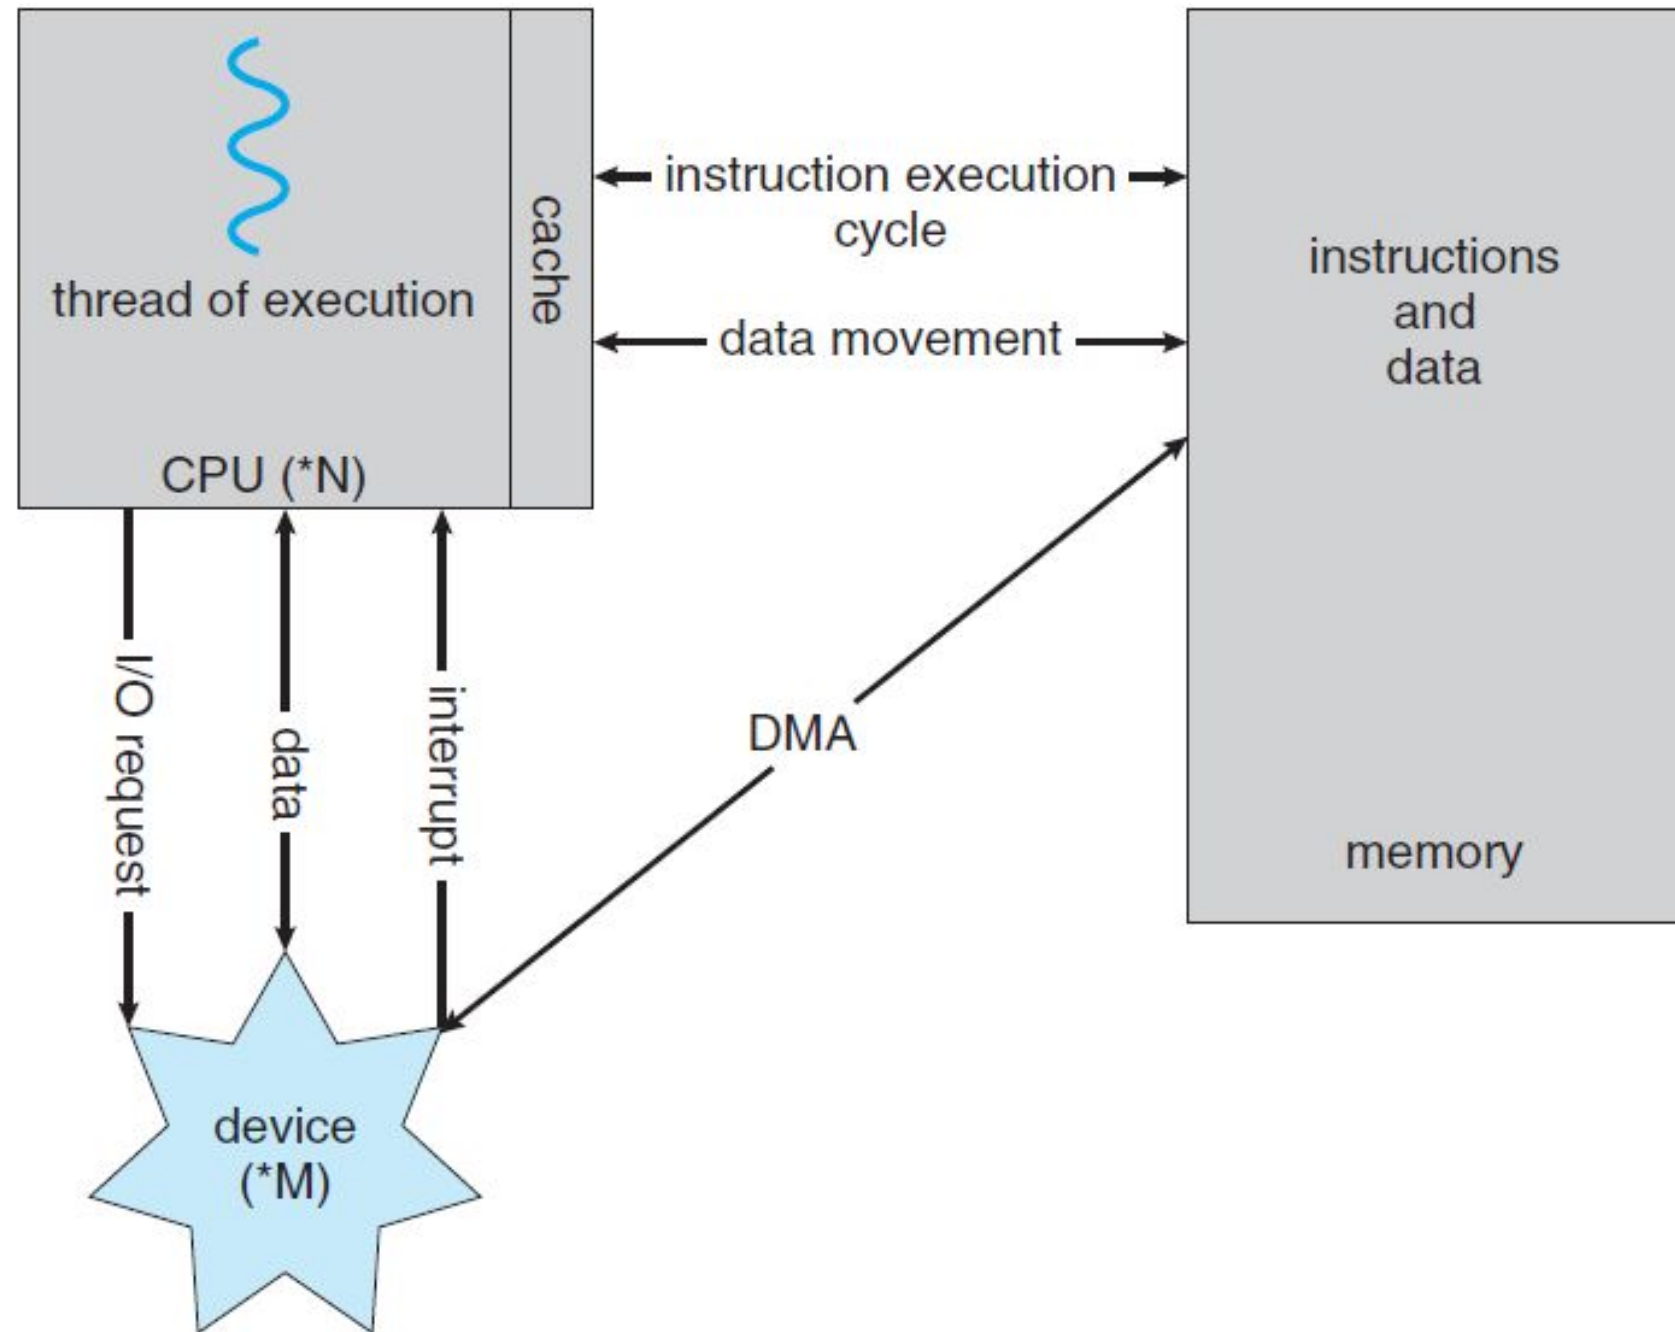 thread of execution
CPU (*N)
cache
instruction execution
cycle
data movement
instructions
and
data
memory
I/O request
data
interrupt
DMA
device
(*M)